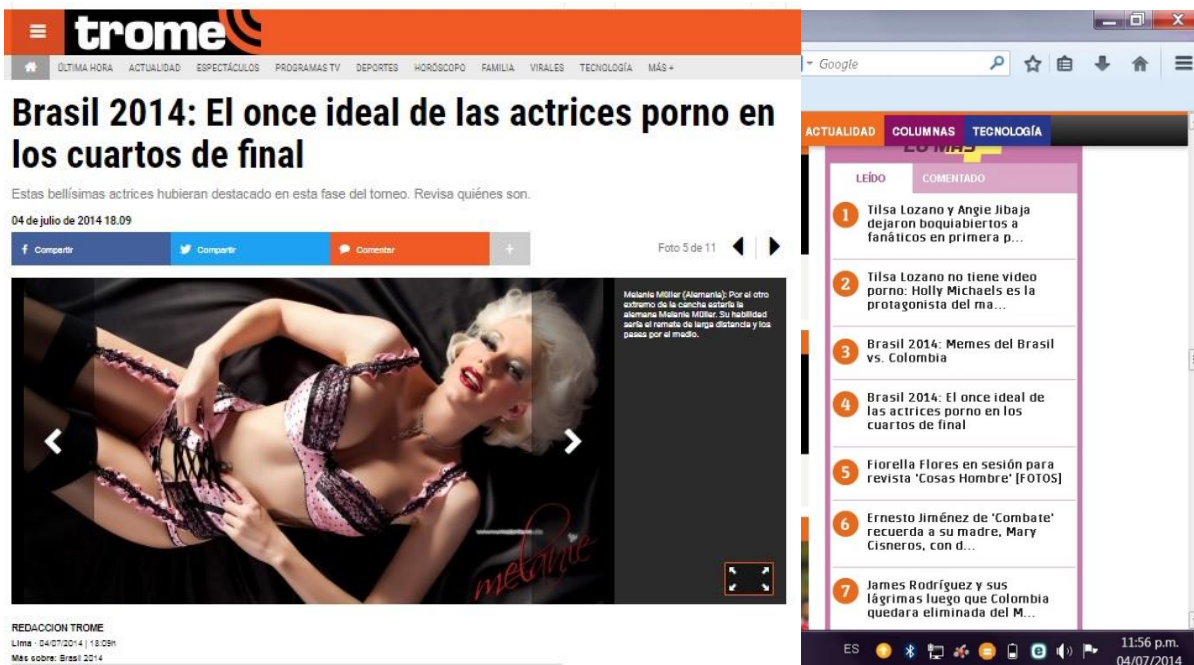 trome
ÚLTIMA HORA ACTUALIDAD ESPECTÁCULOS PROGRAMAS TV DEPORTES HORÓSCOPO FAMILIA VIRALES TECNOLOGÍA MÁS +
Brasil 2014: El once ideal de las actrices porno en
los cuartos de final
Estas bellísimas actrices hubieran destacado en esta fase del torneo. Revisa quiénes son.
04 de julio de 2014 18.09
Compartir
Compartir
Comentar
+
Foto 5 de 11
Melanie Müller (Alemania): Por el otro
extremo de la cancha estaría la
alemana Melanie Müller. Su habilidad
sería el remate de larga distancia y los
pases por el medio.
melanie
REDACCION TROME
Lima - 04/07/2014 | 18:09h
Más sobre: Brasil 2014
Google
ACTUALIDAD COLUMNAS TECNOLOGÍA
LO MÁS
LEÍDO COMENTADO
1 Tilsa Lozano y Angie Jibaja
dejaron boquiabiertos a
fanáticos en primera p...
2 Tilsa Lozano no tiene video
porno: Holly Michaels es la
protagonista del ma...
3 Brasil 2014: Memes del Brasil
vs. Colombia
4 Brasil 2014: El once ideal de
las actrices porno en los
cuartos de final
5 Fiorella Flores en sesión para
revista 'Cosas Hombre' [FOTOS]
6 Ernesto Jiménez de 'Combate'
recuerda a su madre, Mary
Cisneros, con d...
7 James Rodríguez y sus
lágrimas luego que Colombia
quedara eliminada del M...
ES
11:56 p.m.
04/07/2014